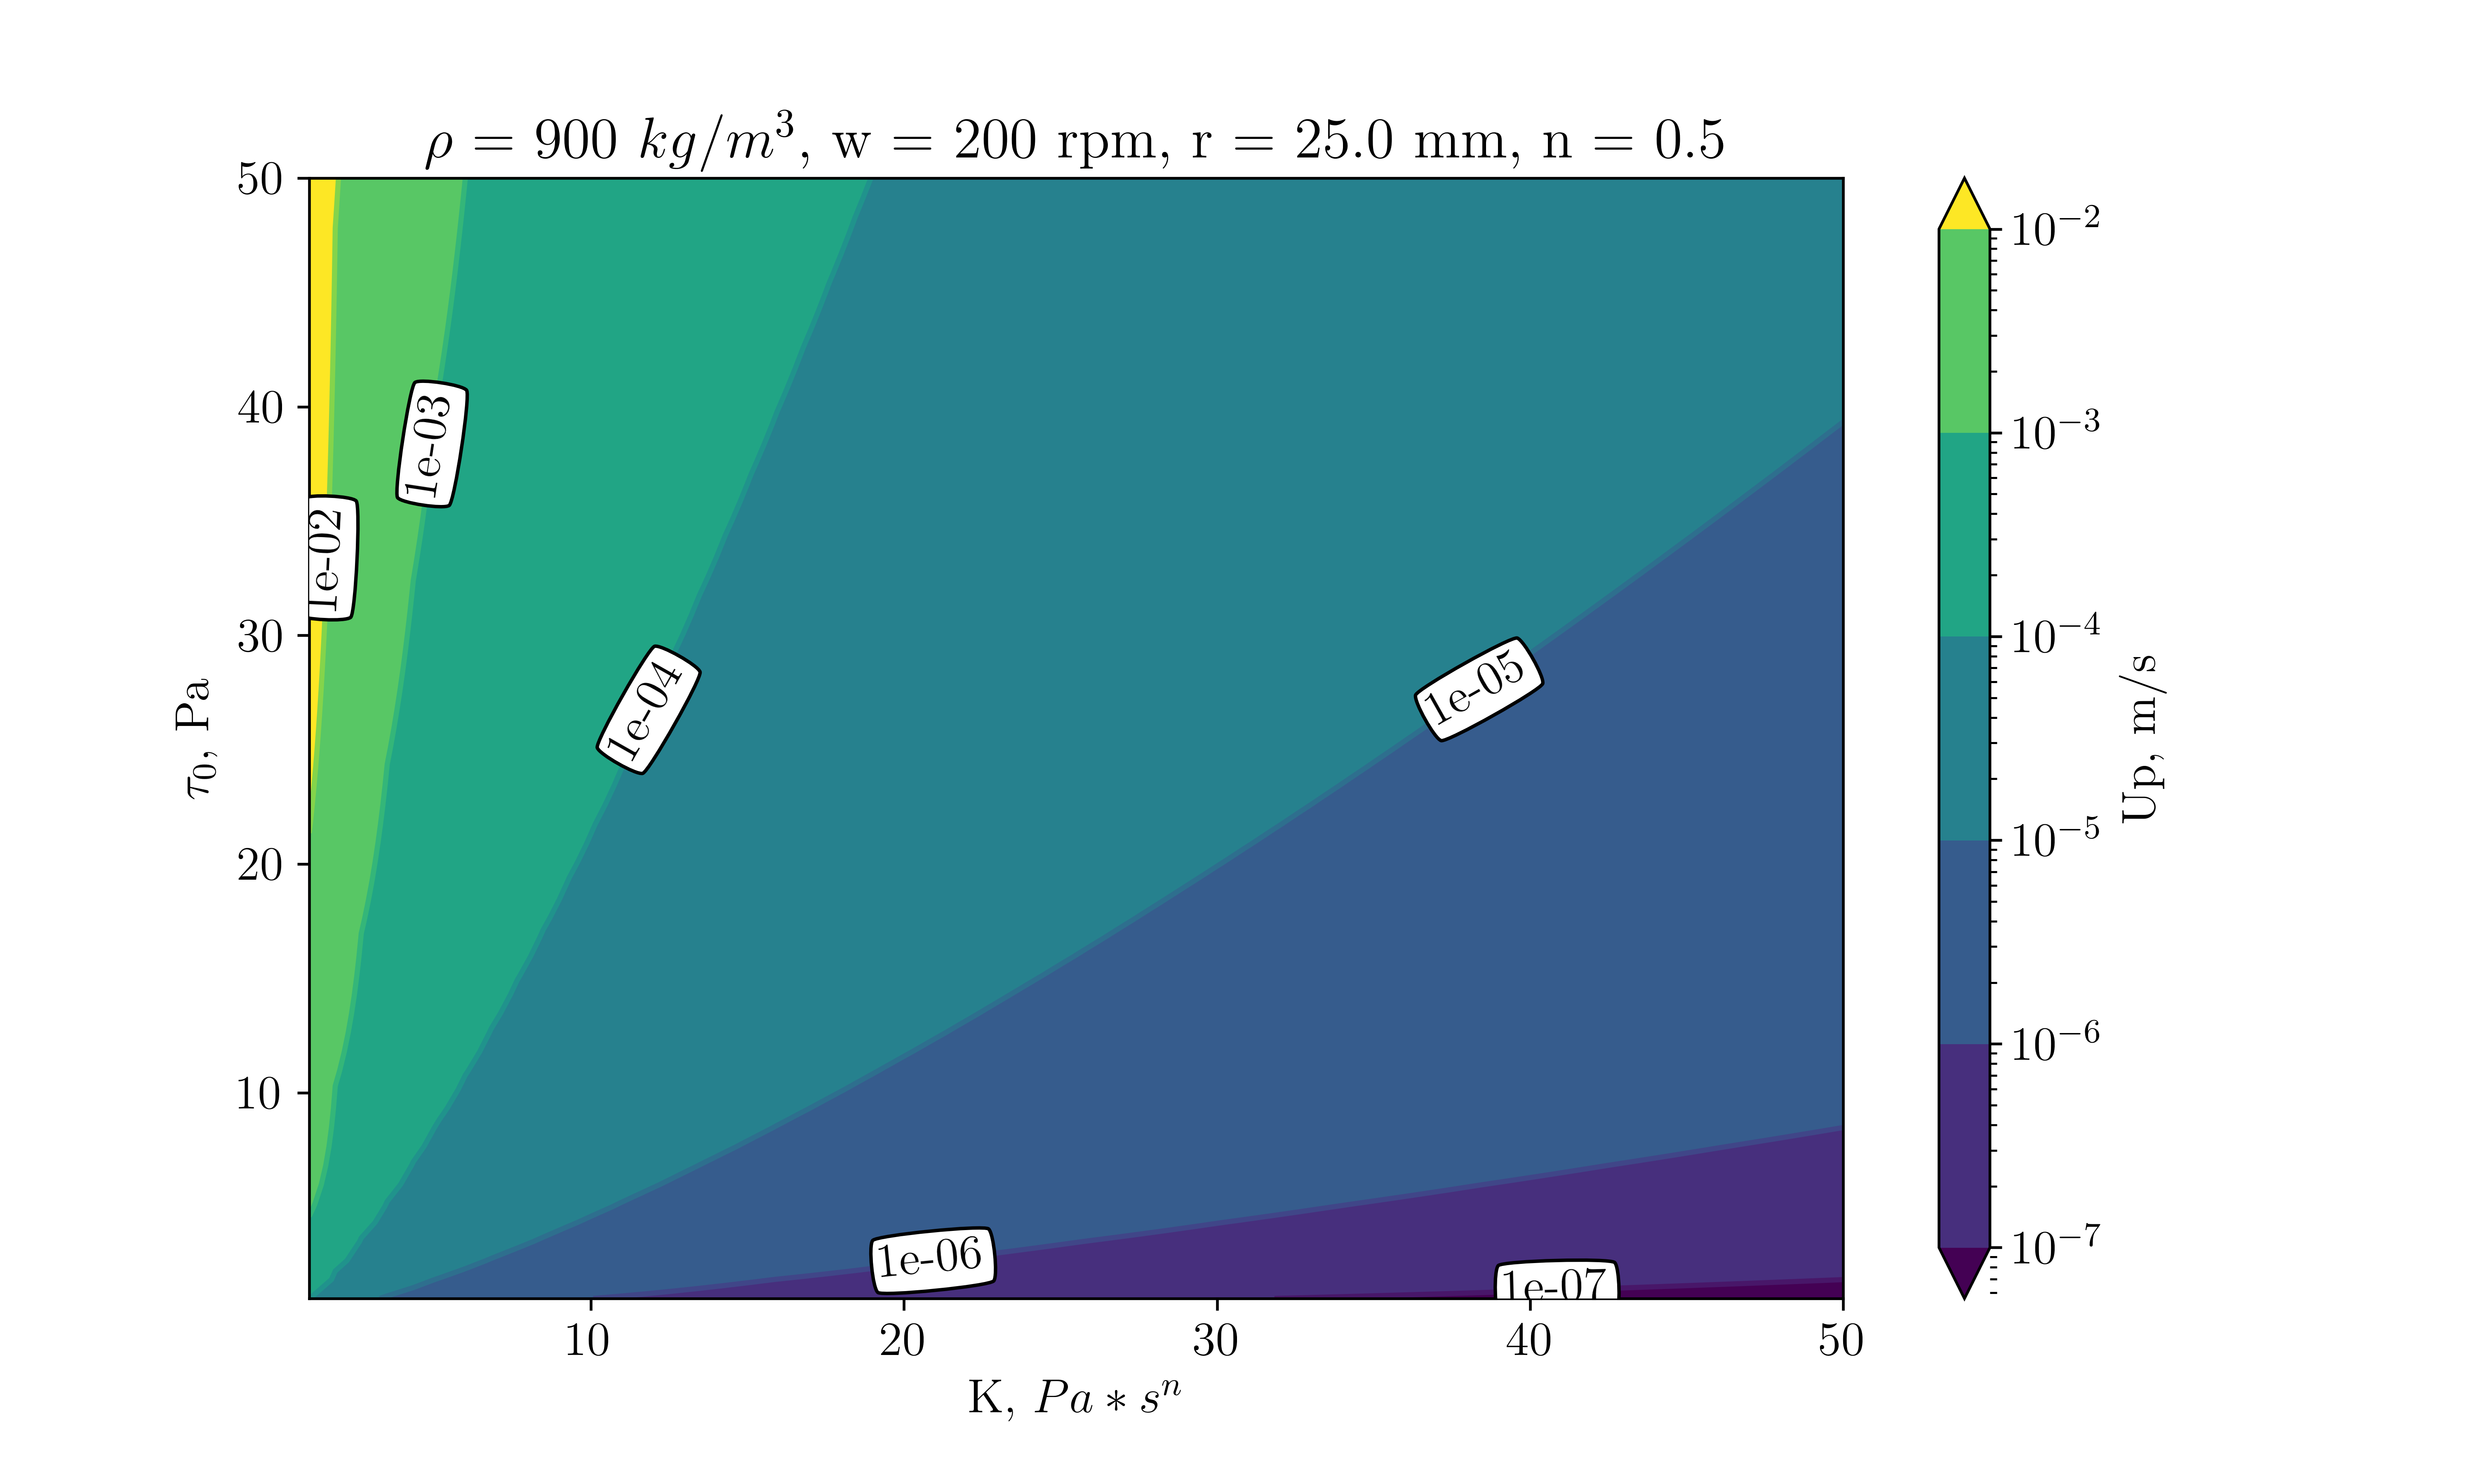 ρ = 900 kg/m³, w = 200 rpm, r = 25.0 mm, n = 0.5
50
40
30
20
10
τ₀, Pa
1e-02
1e-03
1e-04
1e-05
1e-06
1e-07
10
20
30
40
50
K, Pa * sⁿ
10⁻²
10⁻³
10⁻⁴
10⁻⁵
10⁻⁶
10⁻⁷
Up, m/s